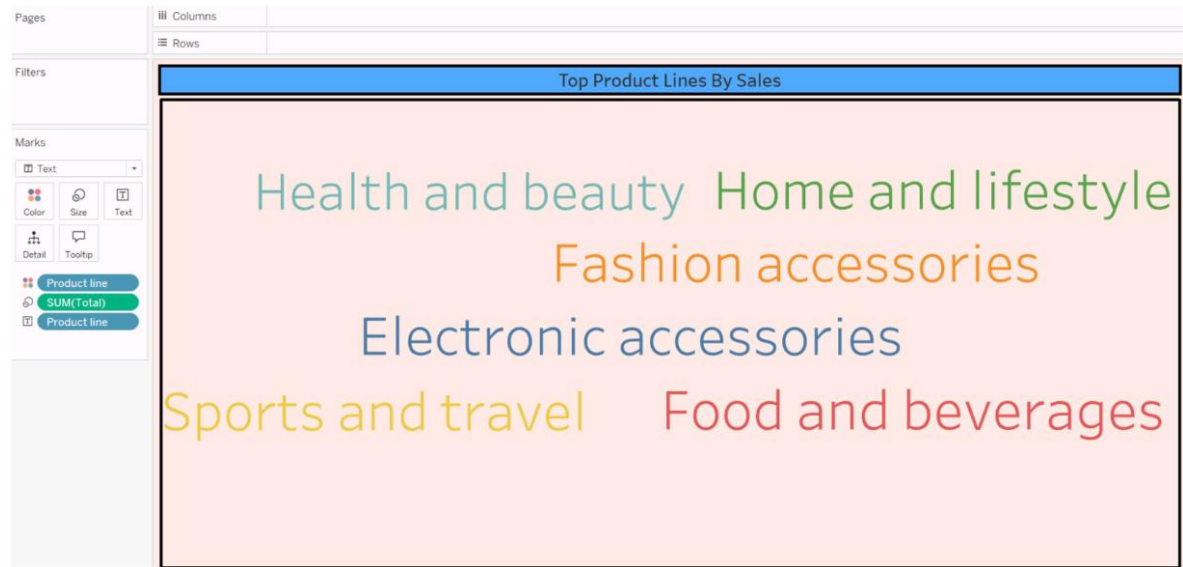 Pages
Columns
Rows
Filters
Top Product Lines By Sales
Marks
Text
Color Size Text
Detail Tooltip
Product line
SUM(Total)
Product line
Health and beauty Home and lifestyle
Fashion accessories
Electronic accessories
Sports and travel Food and beverages